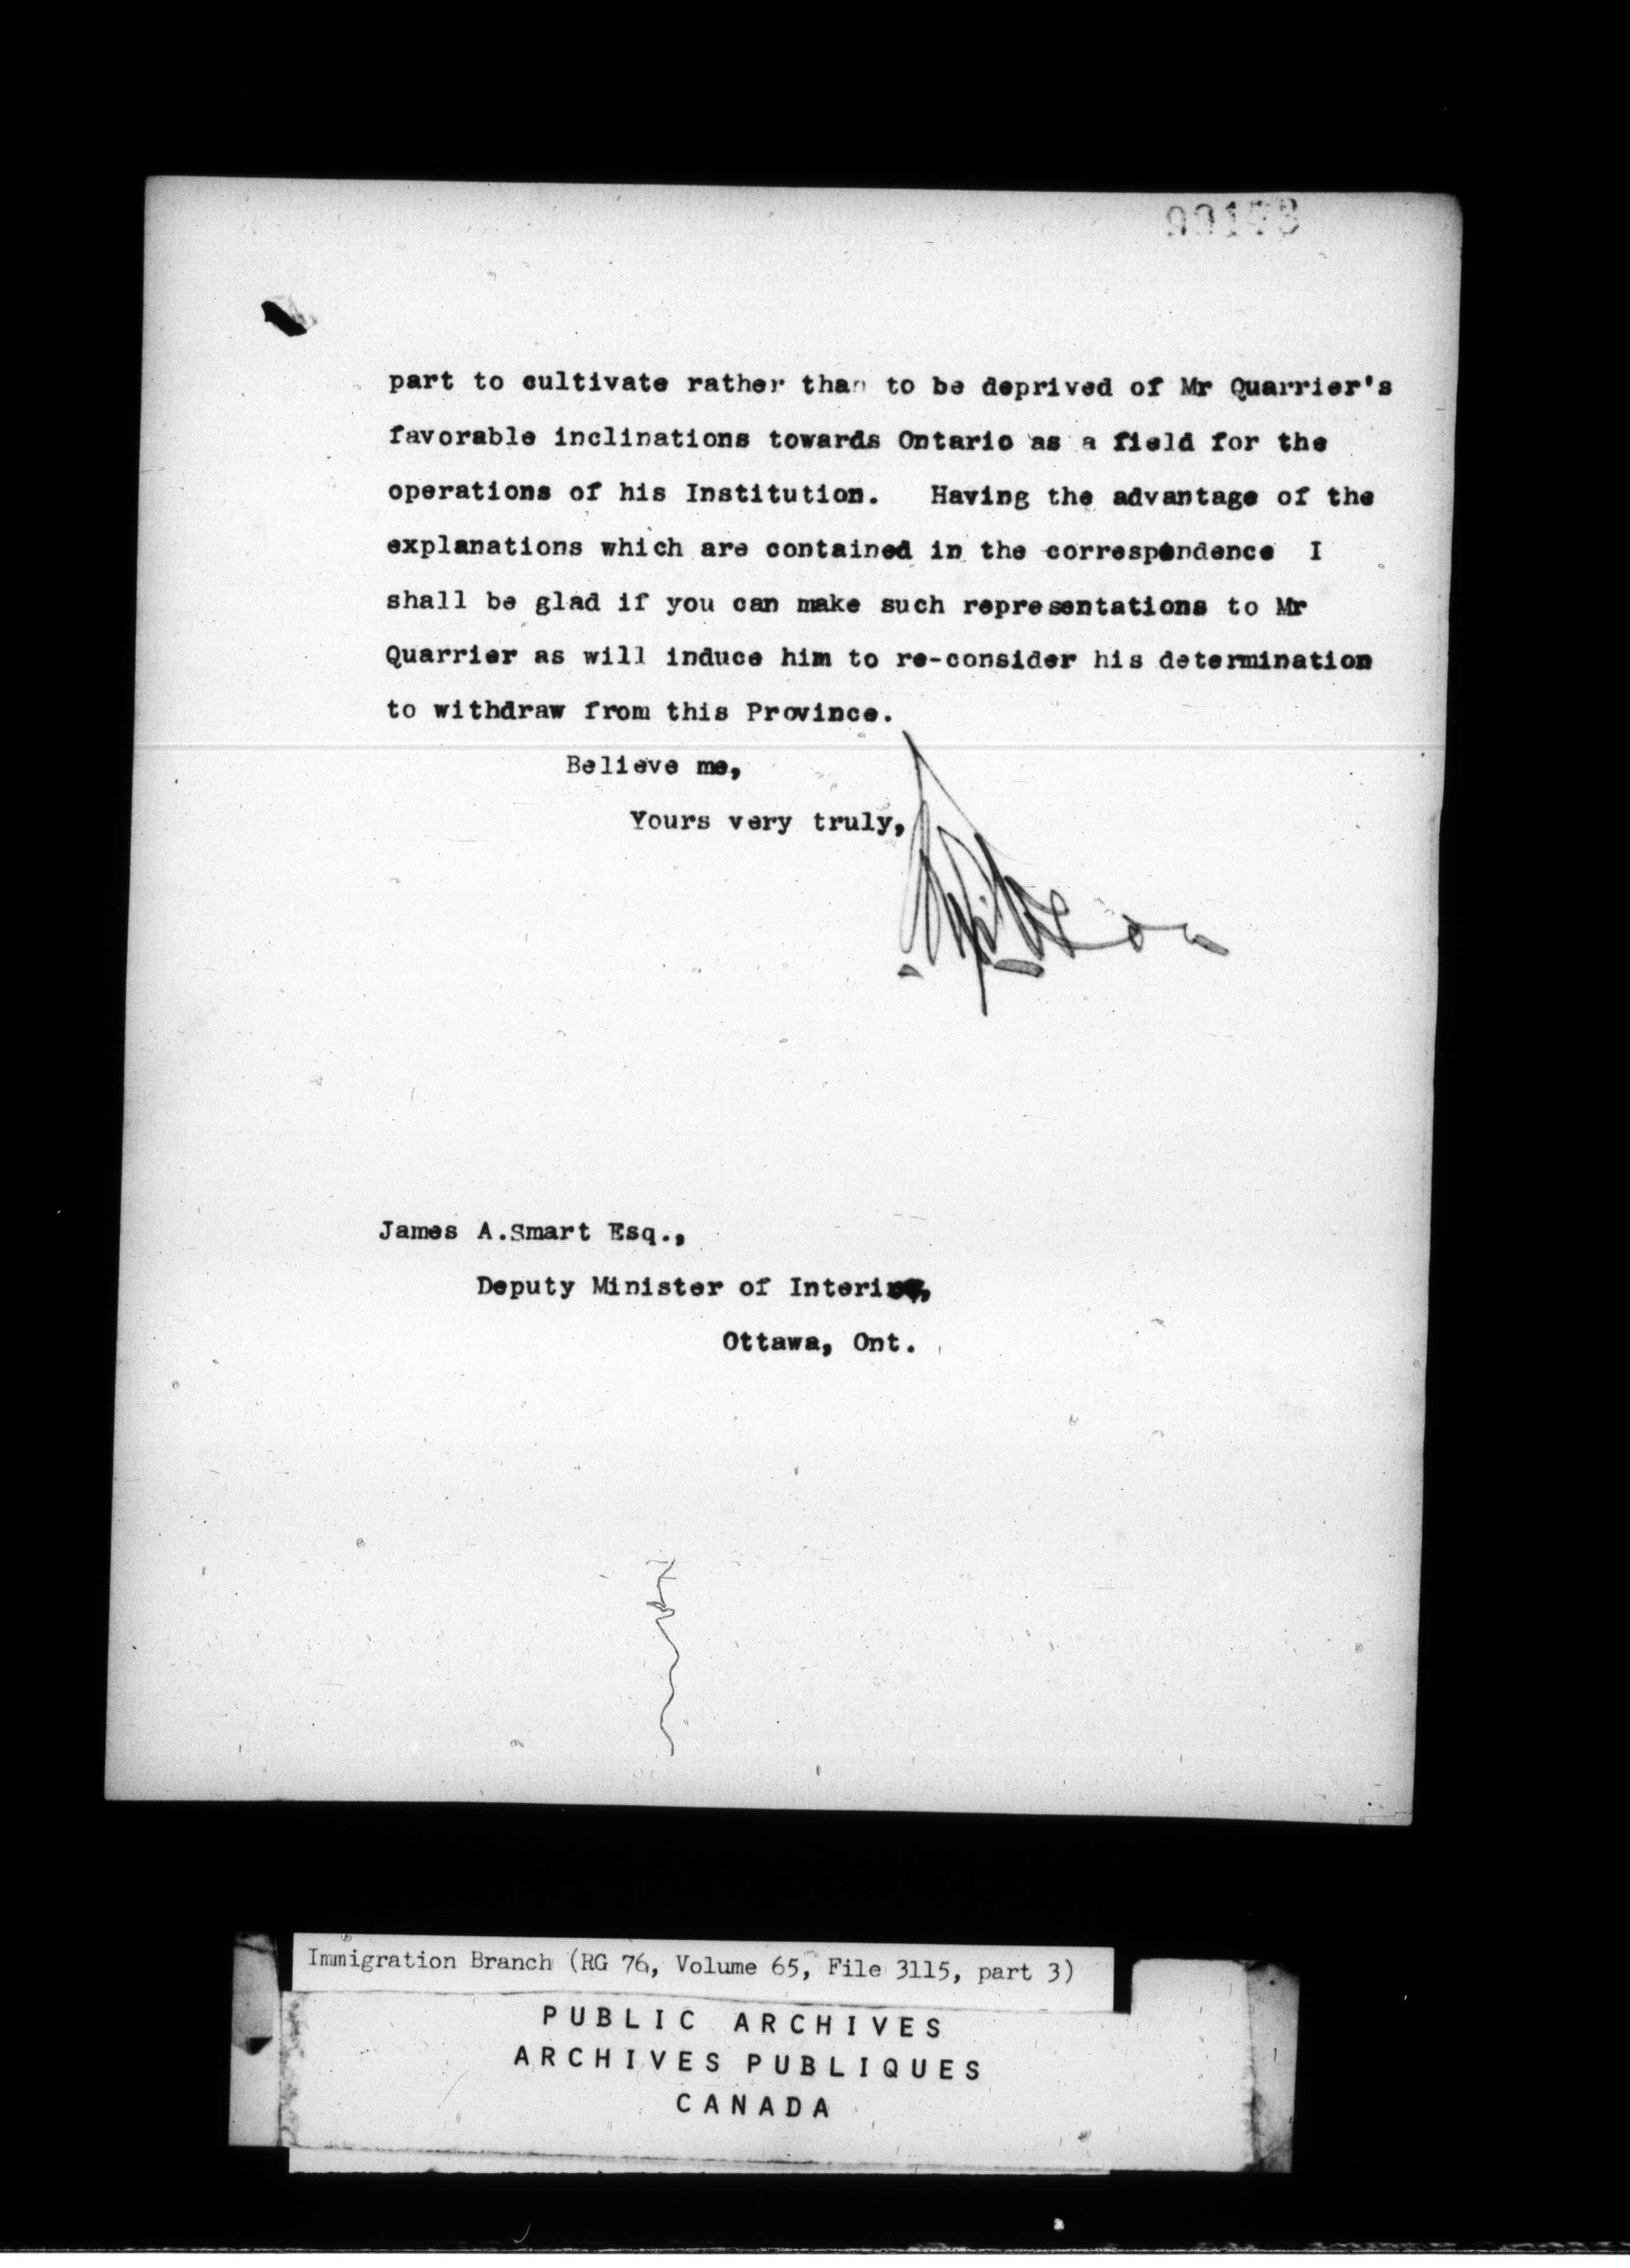 part to cultivate rather than to be deprived of Mr Quarrier's
favorable inclinations towards Ontario as a field for the
operations of his Institution. Having the advantage of the
explanations which are contained in the correspondence I
shall be glad if you can make such representations to Mr
Quarrier as will induce him to re-consider his determination
to withdraw from this Province.
Believe me,
Yours very truly,
James A.Smart Esq.,
Deputy Minister of Interior,
Ottawa, Ont.
Immigration Branch (RG 76, Volume 65, File 3115, part 3)
PUBLIC ARCHIVES
ARCHIVES PUBLIQUES
CANADA